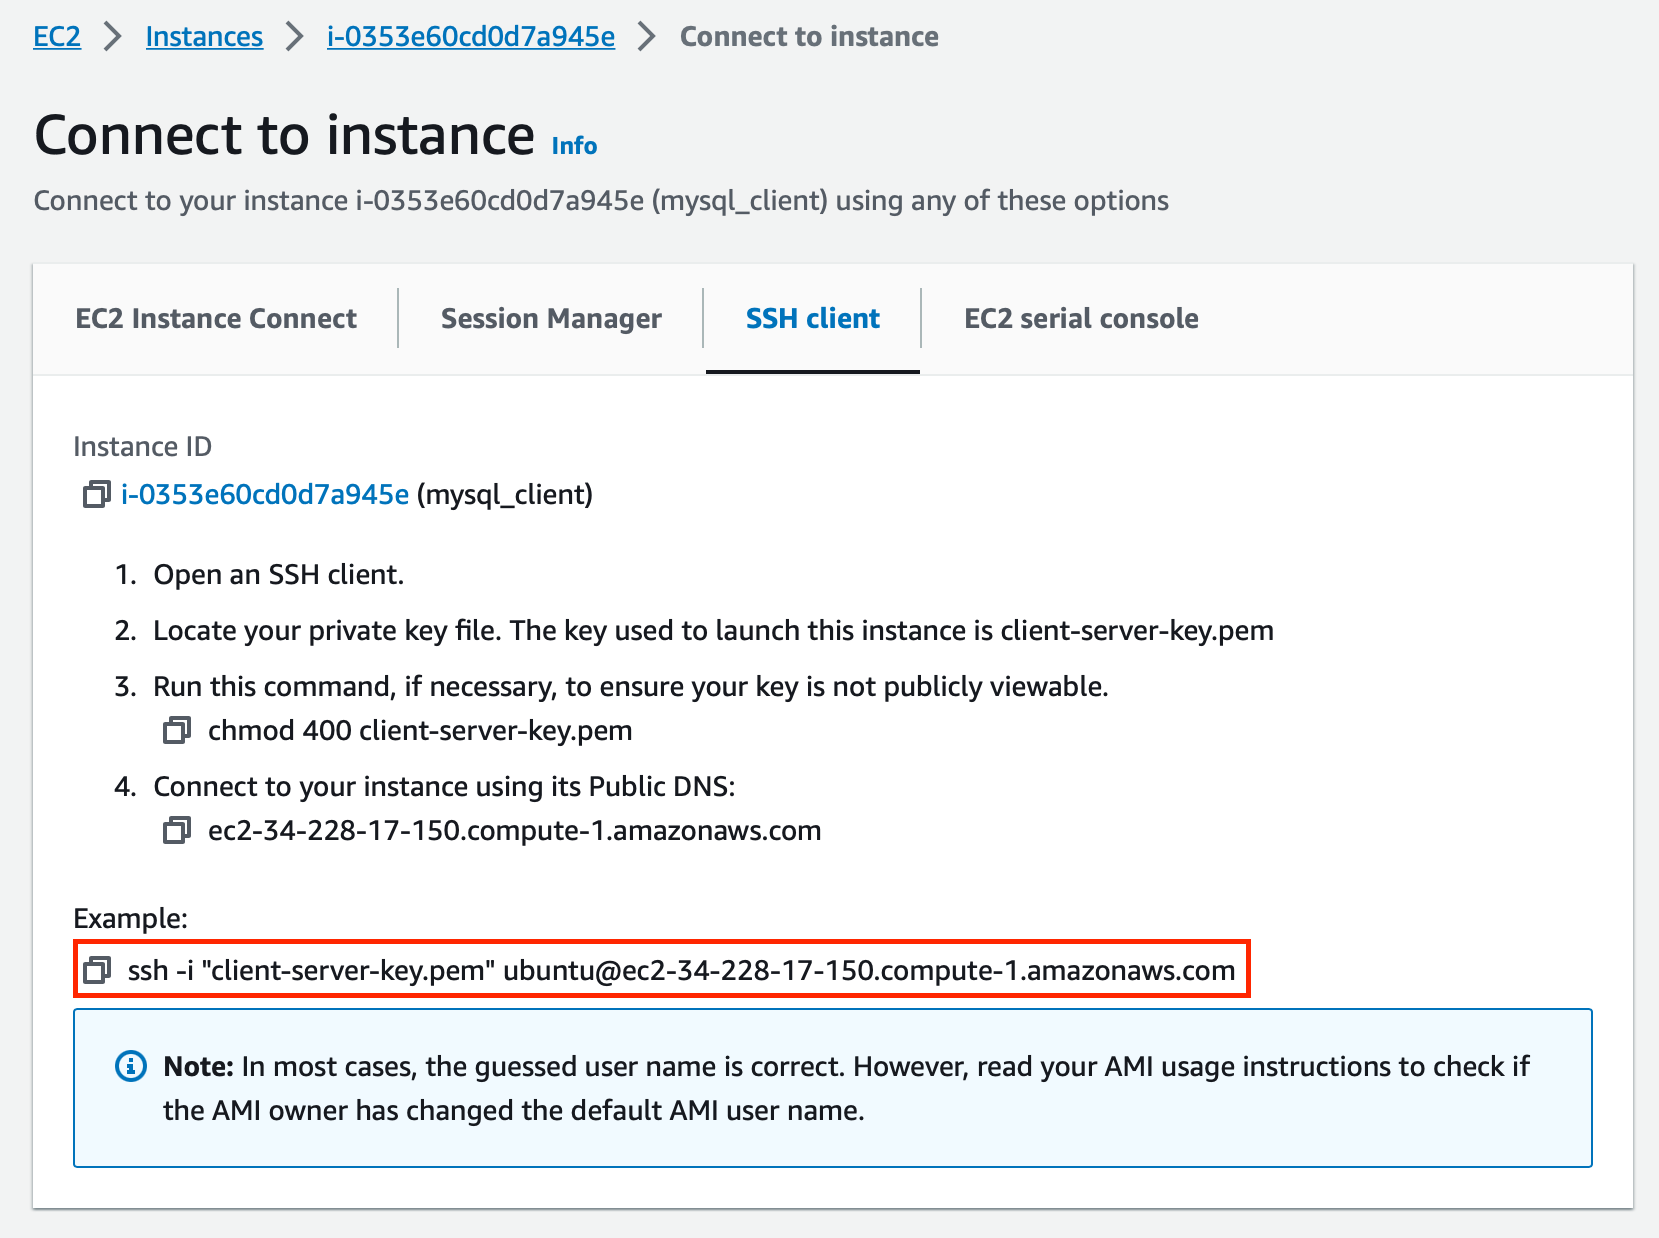 EC2 > Instances > i-0353e60cd0d7a945e > Connect to instance
Connect to instance Info
Connect to your instance i-0353e60cd0d7a945e (mysql_client) using any of these options
EC2 Instance Connect Session Manager SSH client EC2 serial console
Instance ID
i-0353e60cd0d7a945e (mysql_client)
1. Open an SSH client.
2. Locate your private key file. The key used to launch this instance is client-server-key.pem
3. Run this command, if necessary, to ensure your key is not publicly viewable.
chmod 400 client-server-key.pem
4. Connect to your instance using its Public DNS:
ec2-34-228-17-150.compute-1.amazonaws.com
Example:
ssh -i "client-server-key.pem" ubuntu@ec2-34-228-17-150.compute-1.amazonaws.com
Note: In most cases, the guessed user name is correct. However, read your AMI usage instructions to check if
the AMI owner has changed the default AMI user name.